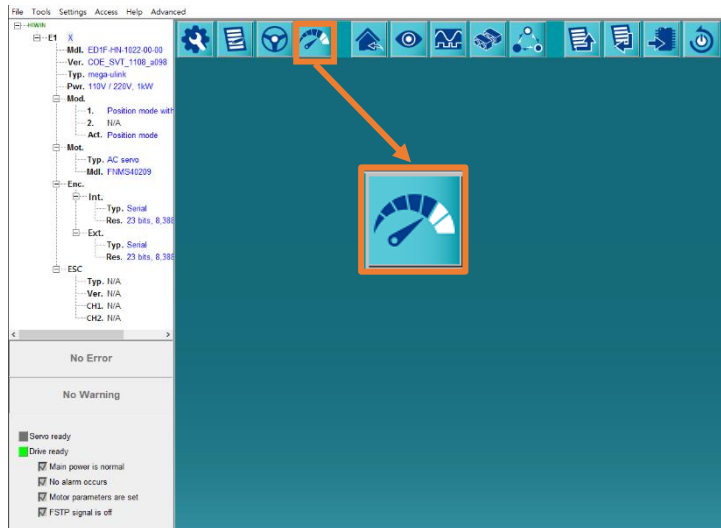 File Tools Settings Access Help Advanced
HIWIN
E1 X
Mdl. ED1F-HN-1022-00-00
Ver. COE_SVT_1108_a098
Typ. mega-ulink
Pwr. 110V / 220V, 1kW
Mod.
1. Position mode with
2. N/A
Act. Position mode
Mot.
Typ. AC servo
Mdl. FNMS40209
Enc.
Int.
Typ. Serial
Res. 23 bits, 8,388
Ext.
Typ. Serial
Res. 23 bits, 8,388
ESC
Typ. N/A
Ver. N/A
CH1. N/A
CH2. N/A
No Error
No Warning
Servo ready
Drive ready
Main power is normal
No alarm occurs
Motor parameters are set
FSTP signal is off